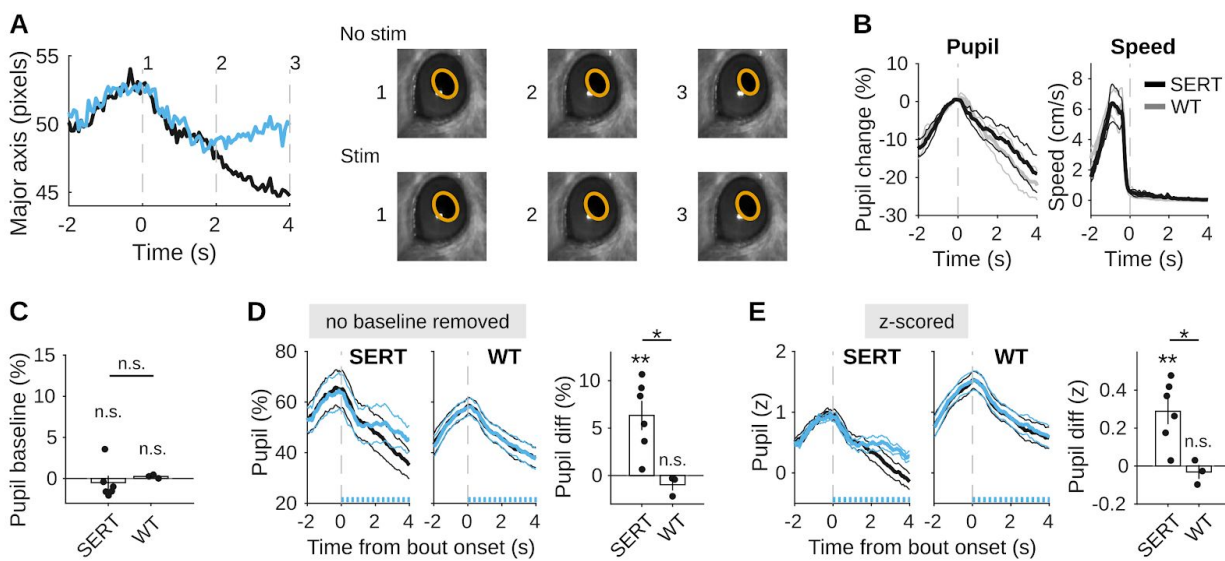 A
Major axis (pixels)
55
50
45
1
2
3
-2
0
2
4
Time (s)
No stim
1
2
3
Stim
1
2
3
B
Pupil
Pupil change (%)
10
0
-10
-20
-30
-2
0
2
4
Time (s)
Speed
Speed (cm/s)
8
6
4
2
0
SERT
WT
-2
0
2
4
Time (s)
C
Pupil baseline (%)
15
10
5
0
-5
n.s.
n.s.
n.s.
SERT
WT
D
no baseline removed
Pupil (%)
80
60
40
20
SERT
WT
-2
0
2
4
-2
0
2
4
Time from bout onset (s)
Pupil diff (%)
10
5
0
*
**
n.s.
SERT
WT
E
z-scored
Pupil (z)
2
1
0
SERT
WT
-2
0
2
4
-2
0
2
4
Time from bout onset (s)
Pupil diff (z)
0.4
0.2
0
-0.2
*
**
n.s.
SERT
WT